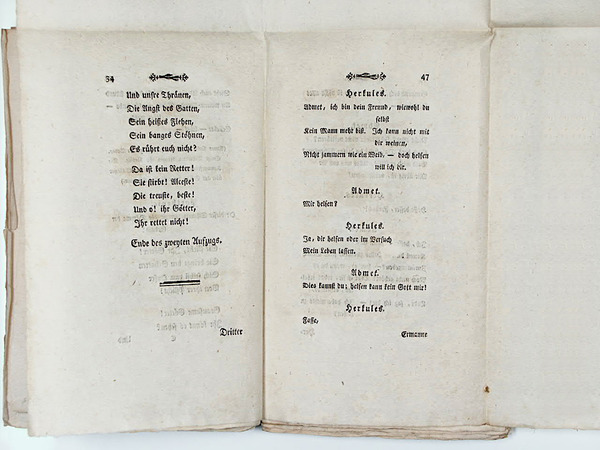 34
Und unsre Thränen,
Die Angst des Gatten,
Sein heisses Flehen,
Sein banges Stöhnen,
Es rühret euch nicht?
Da ist kein Retter!
Sie stirbt! Alceste!
Die treuste, beste!
Und o! ihr Götter,
Ihr rettet nicht!
Ende des zweyten Aufzugs.
Dritter
47
Herkules.
Admet, ich bin dein Freund, wiewohl du
selbst
Kein Mann mehr bist. Ich kann nicht mit
dir weinen,
Nicht jammern wie ein Weib, — doch helfen
will ich dir.
Admet.
Mir helfen?
Herkules.
Ja, dir helfen oder im Versuch
Mein Leben lassen.
Admet.
Dies kannst du; helfen kann kein Gott mir!
Herkules.
Fasse,
Ermanne